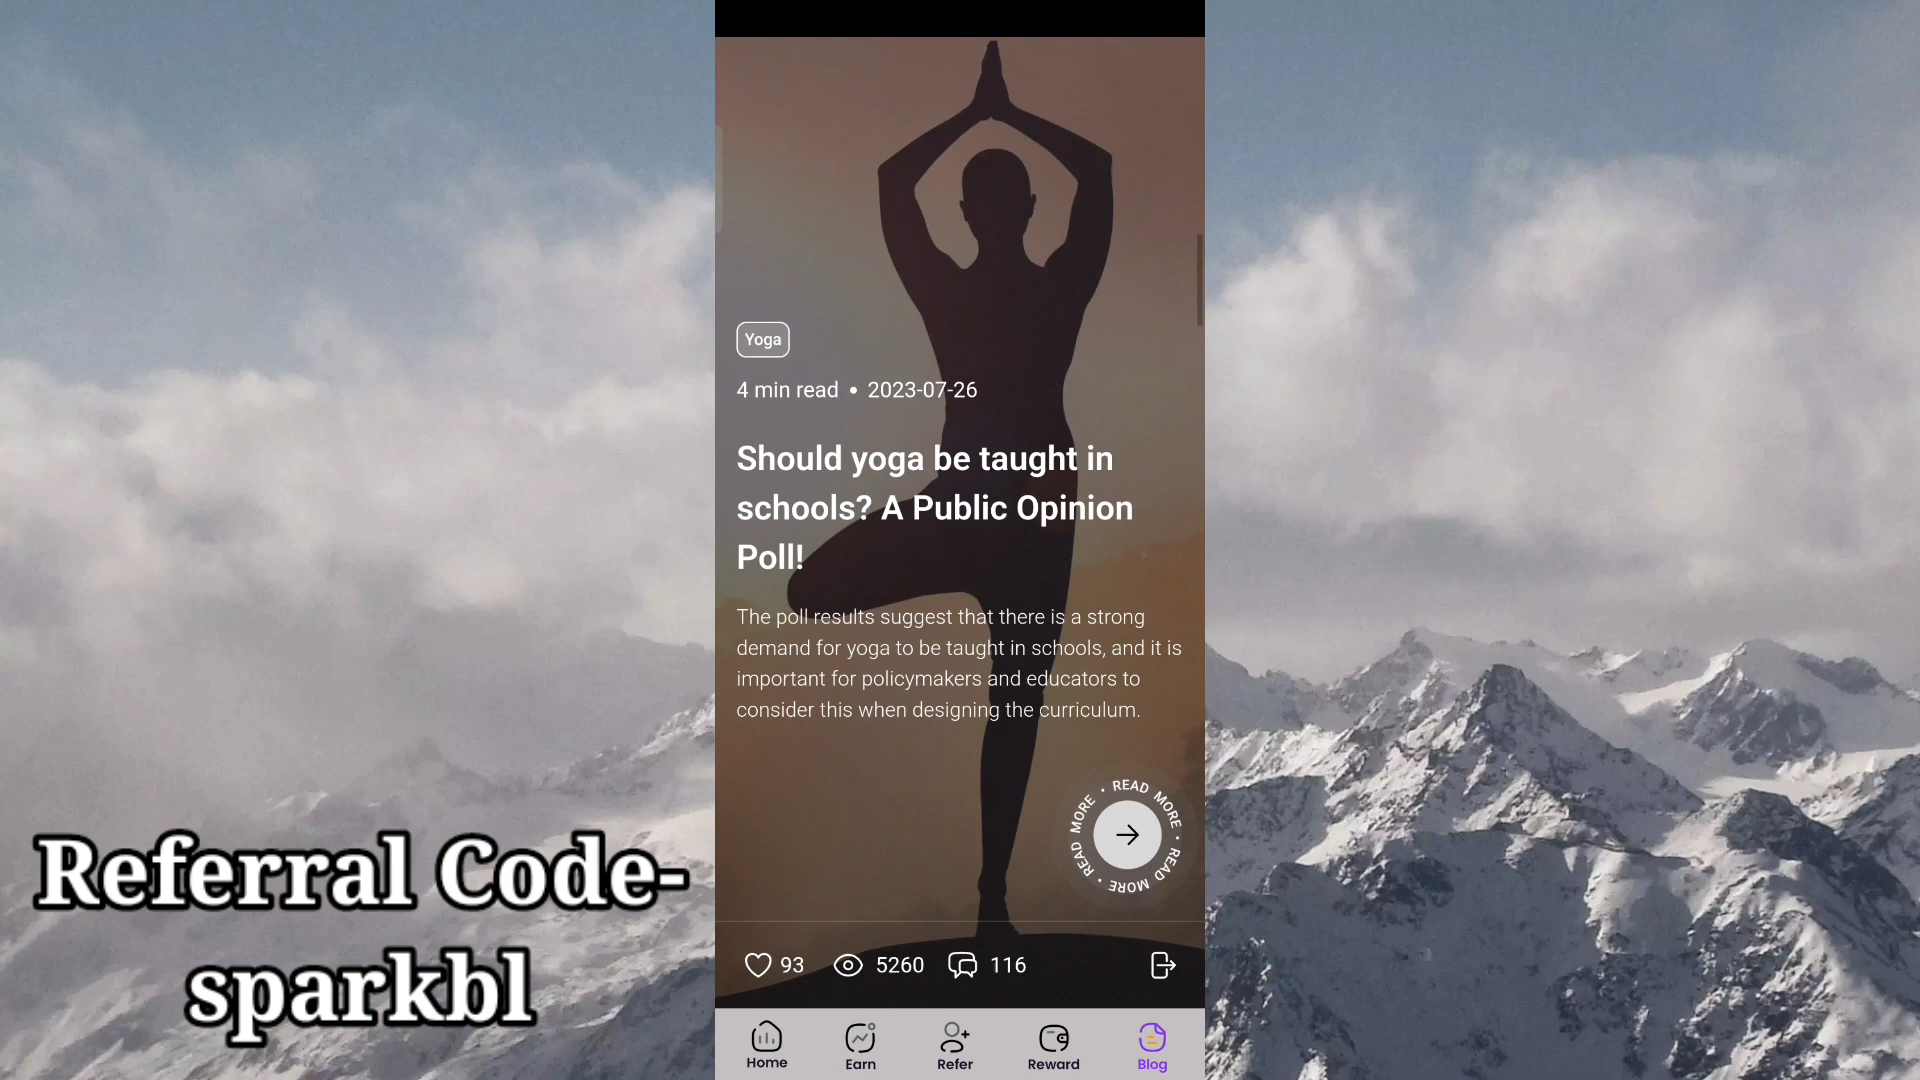 Yoga
4 min read • 2023-07-26
Should yoga be taught in
schools? A Public Opinion
Poll!
The poll results suggest that there is a strong
demand for yoga to be taught in schools, and it is
important for policymakers and educators to
consider this when designing the curriculum.
READ MORE • READ MORE • READ MORE •
93 5260 116
Home Earn Refer Reward Blog
Referral Code-
sparkbl